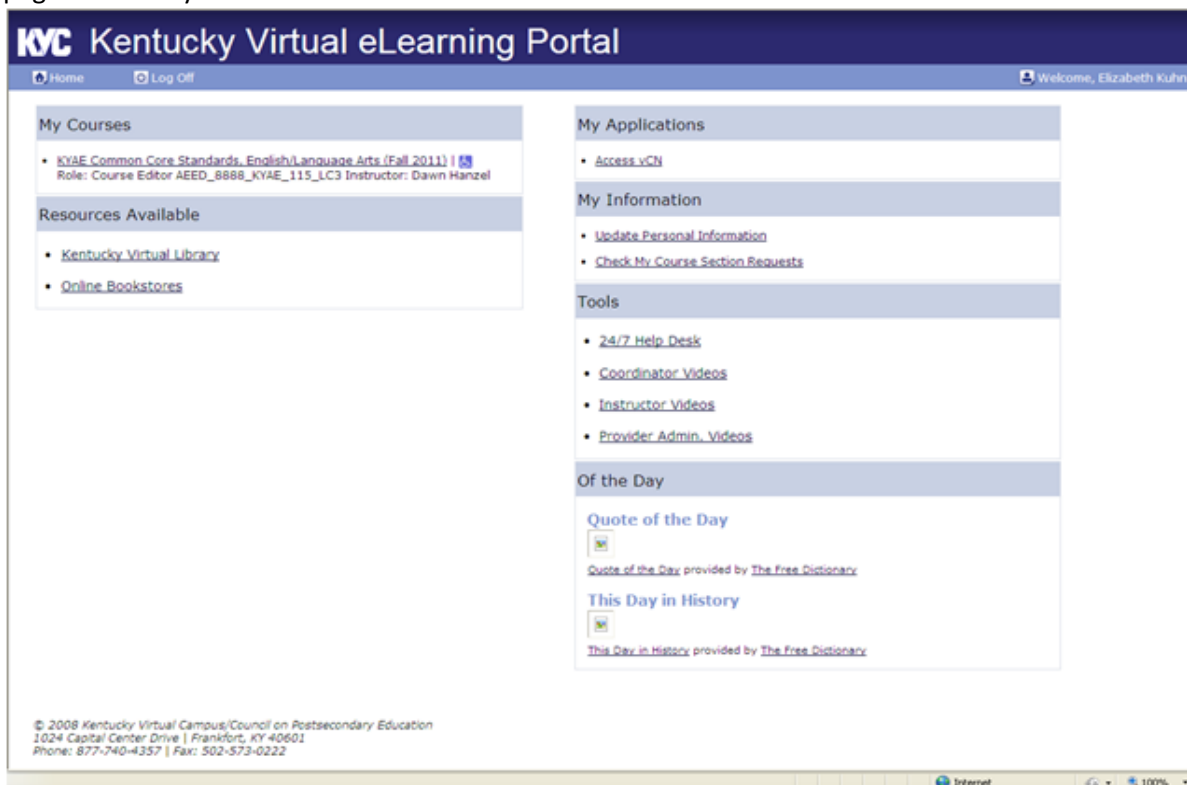 KYC Kentucky Virtual eLearning Portal
Home Log Off Welcome, Elizabeth Kuhn
My Courses
• KYAE Common Core Standards, English/Language Arts (Fall 2011) |
Role: Course Editor AEED_8888_KYAE_115_LC3 Instructor: Dawn Hanzel
Resources Available
• Kentucky Virtual Library
• Online Bookstores
My Applications
• Access vCN
My Information
• Update Personal Information
• Check My Course Section Requests
Tools
• 24/7 Help Desk
• Coordinator Videos
• Instructor Videos
• Provider Admin. Videos
Of the Day
Quote of the Day
Quote of the Day provided by The Free Dictionary
This Day in History
This Day in History provided by The Free Dictionary
© 2008 Kentucky Virtual Campus/Council on Postsecondary Education
1024 Capital Center Drive | Frankfort, KY 40601
Phone: 877-740-4357 | Fax: 502-573-0222
Internet 100%